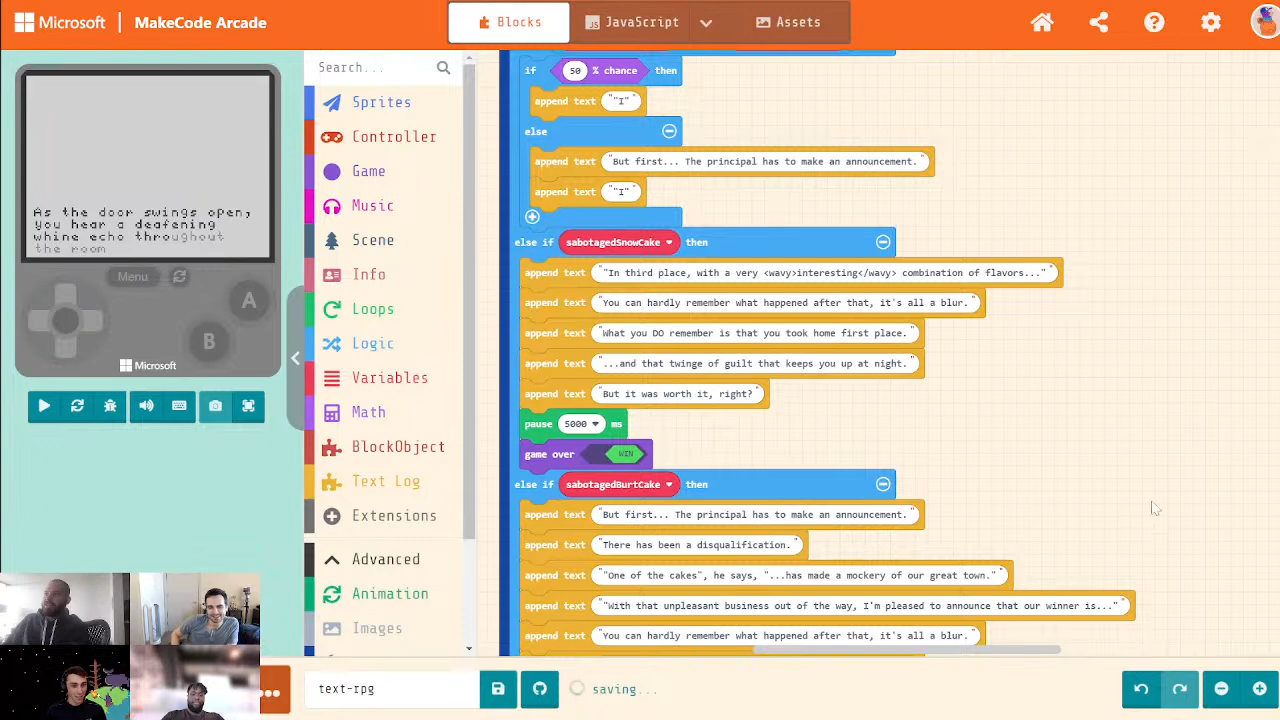 Microsoft | MakeCode Arcade
Blocks
JavaScript
Assets
As the door swings open,
you hear a deafening
whine echo throughout
the room
Menu
A
B
Microsoft
Search...
Sprites
Controller
Game
Music
Scene
Info
Loops
Logic
Variables
Math
BlockObject
Text Log
Extensions
Advanced
Animation
Images
if 50 % chance then
append text "I"
else
append text "But first... The principal has to make an announcement."
append text "I"
else if sabotagedSnowCake then
append text "In third place, with a very <wavy>interesting</wavy> combination of flavors..."
append text "You can hardly remember what happened after that, it's all a blur."
append text "What you DO remember is that you took home first place."
append text "...and that twinge of guilt that keeps you up at night."
append text "But it was worth it, right?"
pause 5000 ms
game over WIN
else if sabotagedBurtCake then
append text "But first... The principal has to make an announcement."
append text "There has been a disqualification."
append text "One of the cakes", he says, "...has made a mockery of our great town."
append text "With that unpleasant business out of the way, I'm pleased to announce that our winner is..."
append text "You can hardly remember what happened after that, it's all a blur."
text-rpg
saving...